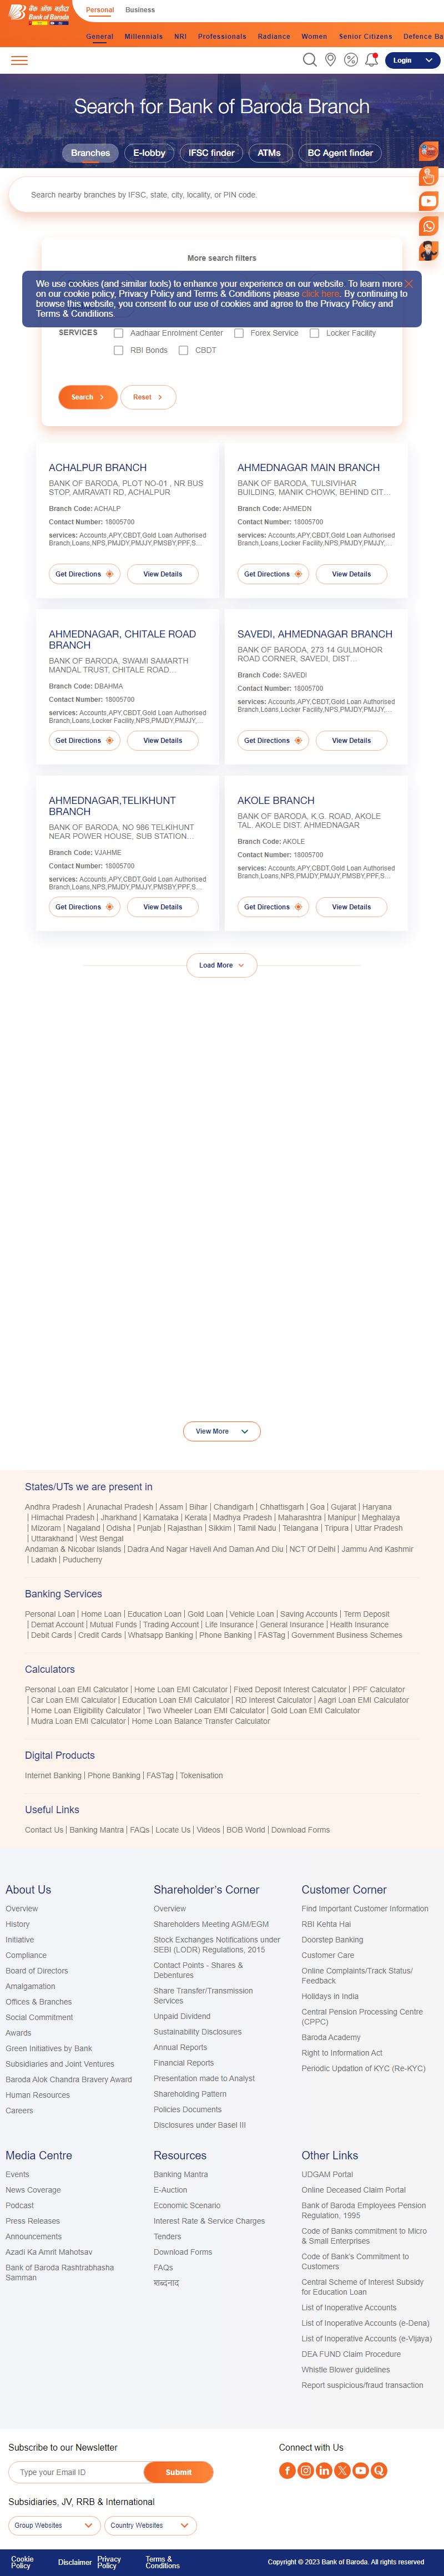 बैंक ऑफ़ बड़ौदा
Bank of Baroda
Personal Business
General Millennials NRI Professionals Radiance Women Senior Citizens Defence Ba
Login
Search for Bank of Baroda Branch
Branches E-lobby IFSC finder ATMs BC Agent finder
Search nearby branches by IFSC, state, city, locality, or PIN code.
More search filters
We use cookies (and similar tools) to enhance your experience on our website. To learn more
on our cookie policy, Privacy Policy and Terms & Conditions please click here. By continuing to
browse this website, you consent to our use of cookies and agree to the Privacy Policy and
Terms & Conditions.
SERVICES Aadhaar Enrolment Center Forex Service Locker Facility
RBI Bonds CBDT
Search Reset
ACHALPUR BRANCH
BANK OF BARODA, PLOT NO-01 , NR BUS
STOP, AMRAVATI RD, ACHALPUR
Branch Code: ACHALP
Contact Number: 18005700
services: Accounts,APY,CBDT,Gold Loan Authorised
Branch,Loans,NPS,PMJDY,PMJJY,PMSBY,PPF,S...
Get Directions View Details
AHMEDNAGAR MAIN BRANCH
BANK OF BARODA, TULSIVIHAR
BUILDING, MANIK CHOWK, BEHIND CIT...
Branch Code: AHMEDN
Contact Number: 18005700
services: Accounts,APY,CBDT,Gold Loan Authorised
Branch,Loans,Locker Facility,NPS,PMJDY,PMJJY,...
Get Directions View Details
AHMEDNAGAR, CHITALE ROAD
BRANCH
BANK OF BARODA, SWAMI SAMARTH
MANDAL TRUST, CHITALE ROAD...
Branch Code: DBAHMA
Contact Number: 18005700
services: Accounts,APY,CBDT,Gold Loan Authorised
Branch,Loans,Locker Facility,NPS,PMJDY,PMJJY,...
Get Directions View Details
SAVEDI, AHMEDNAGAR BRANCH
BANK OF BARODA, 273 14 GULMOHOR
ROAD CORNER, SAVEDI, DIST...
Branch Code: SAVEDI
Contact Number: 18005700
services: Accounts,APY,CBDT,Gold Loan Authorised
Branch,Loans,Locker Facility,NPS,PMJDY,PMJJY,...
Get Directions View Details
AHMEDNAGAR,TELIKHUNT
BRANCH
BANK OF BARODA, NO 986 TELKIHUNT
NEAR POWER HOUSE, SUB STATION...
Branch Code: VJAHME
Contact Number: 18005700
services: Accounts,APY,CBDT,Gold Loan Authorised
Branch,Loans,NPS,PMJDY,PMJJY,PMSBY,PPF,S...
Get Directions View Details
AKOLE BRANCH
BANK OF BARODA, K.G. ROAD, AKOLE
TAL. AKOLE DIST. AHMEDNAGAR
Branch Code: AKOLE
Contact Number: 18005700
services: Accounts,APY,CBDT,Gold Loan Authorised
Branch,Loans,NPS,PMJDY,PMJJY,PMSBY,PPF,S...
Get Directions View Details
Load More
View More
States/UTs we are present in
Andhra Pradesh | Arunachal Pradesh | Assam | Bihar | Chandigarh | Chhattisgarh | Goa | Gujarat | Haryana
| Himachal Pradesh | Jharkhand | Karnataka | Kerala | Madhya Pradesh | Maharashtra | Manipur | Meghalaya
| Mizoram | Nagaland | Odisha | Punjab | Rajasthan | Sikkim | Tamil Nadu | Telangana | Tripura | Uttar Pradesh
| Uttarakhand | West Bengal
Andaman & Nicobar Islands | Dadra And Nagar Haveli And Daman And Diu | NCT Of Delhi | Jammu And Kashmir
| Ladakh | Puducherry
Banking Services
Personal Loan | Home Loan | Education Loan | Gold Loan | Vehicle Loan | Saving Accounts | Term Deposit
| Demat Account | Mutual Funds | Trading Account | Life Insurance | General Insurance | Health Insurance
| Debit Cards | Credit Cards | Whatsapp Banking | Phone Banking | FASTag | Government Business Schemes
Calculators
Personal Loan EMI Calculator | Home Loan EMI Calculator | Fixed Deposit Interest Calculator | PPF Calculator
| Car Loan EMI Calculator | Education Loan EMI Calculator | RD Interest Calculator | Aagri Loan EMI Calculator
| Home Loan Eligibility Calculator | Two Wheeler Loan EMI Calculator | Gold Loan EMI Calculator
| Mudra Loan EMI Calculator | Home Loan Balance Transfer Calculator
Digital Products
Internet Banking | Phone Banking | FASTag | Tokenisation
Useful Links
Contact Us | Banking Mantra | FAQs | Locate Us | Videos | BOB World | Download Forms
About Us
Overview
History
Initiative
Compliance
Board of Directors
Amalgamation
Offices & Branches
Social Commitment
Awards
Green Initiatives by Bank
Subsidiaries and Joint Ventures
Baroda Alok Chandra Bravery Award
Human Resources
Careers
Shareholder's Corner
Overview
Shareholders Meeting AGM/EGM
Stock Exchanges Notifications under
SEBI (LODR) Regulations, 2015
Contact Points - Shares &
Debentures
Share Transfer/Transmission
Services
Unpaid Dividend
Sustainability Disclosures
Annual Reports
Financial Reports
Presentation made to Analyst
Shareholding Pattern
Policies Documents
Disclosures under Basel III
Customer Corner
Find Important Customer Information
RBI Kehta Hai
Doorstep Banking
Customer Care
Online Complaints/Track Status/
Feedback
Holidays in India
Central Pension Processing Centre
(CPPC)
Baroda Academy
Right to Information Act
Periodic Updation of KYC (Re-KYC)
Media Centre
Events
News Coverage
Podcast
Press Releases
Announcements
Azadi Ka Amrit Mahotsav
Bank of Baroda Rashtrabhasha
Samman
Resources
Banking Mantra
E-Auction
Economic Scenario
Interest Rate & Service Charges
Tenders
Download Forms
FAQs
शब्दनाद
Other Links
UDGAM Portal
Online Deceased Claim Portal
Bank of Baroda Employees Pension
Regulation, 1995
Code of Banks commitment to Micro
& Small Enterprises
Code of Bank's Commitment to
Customers
Central Scheme of Interest Subsidy
for Education Loan
List of Inoperative Accounts
List of Inoperative Accounts (e-Dena)
List of Inoperative Accounts (e-Vijaya)
DEA FUND Claim Procedure
Whistle Blower guidelines
Report suspicious/fraud transaction
Subscribe to our Newsletter
Type your Email ID Submit
Connect with Us
Subsidiaries, JV, RRB & International
Group Websites Country Websites
Cookie
Policy
Disclaimer
Privacy
Policy
Terms &
Conditions
Copyright © 2023 Bank of Baroda. All rights reserved